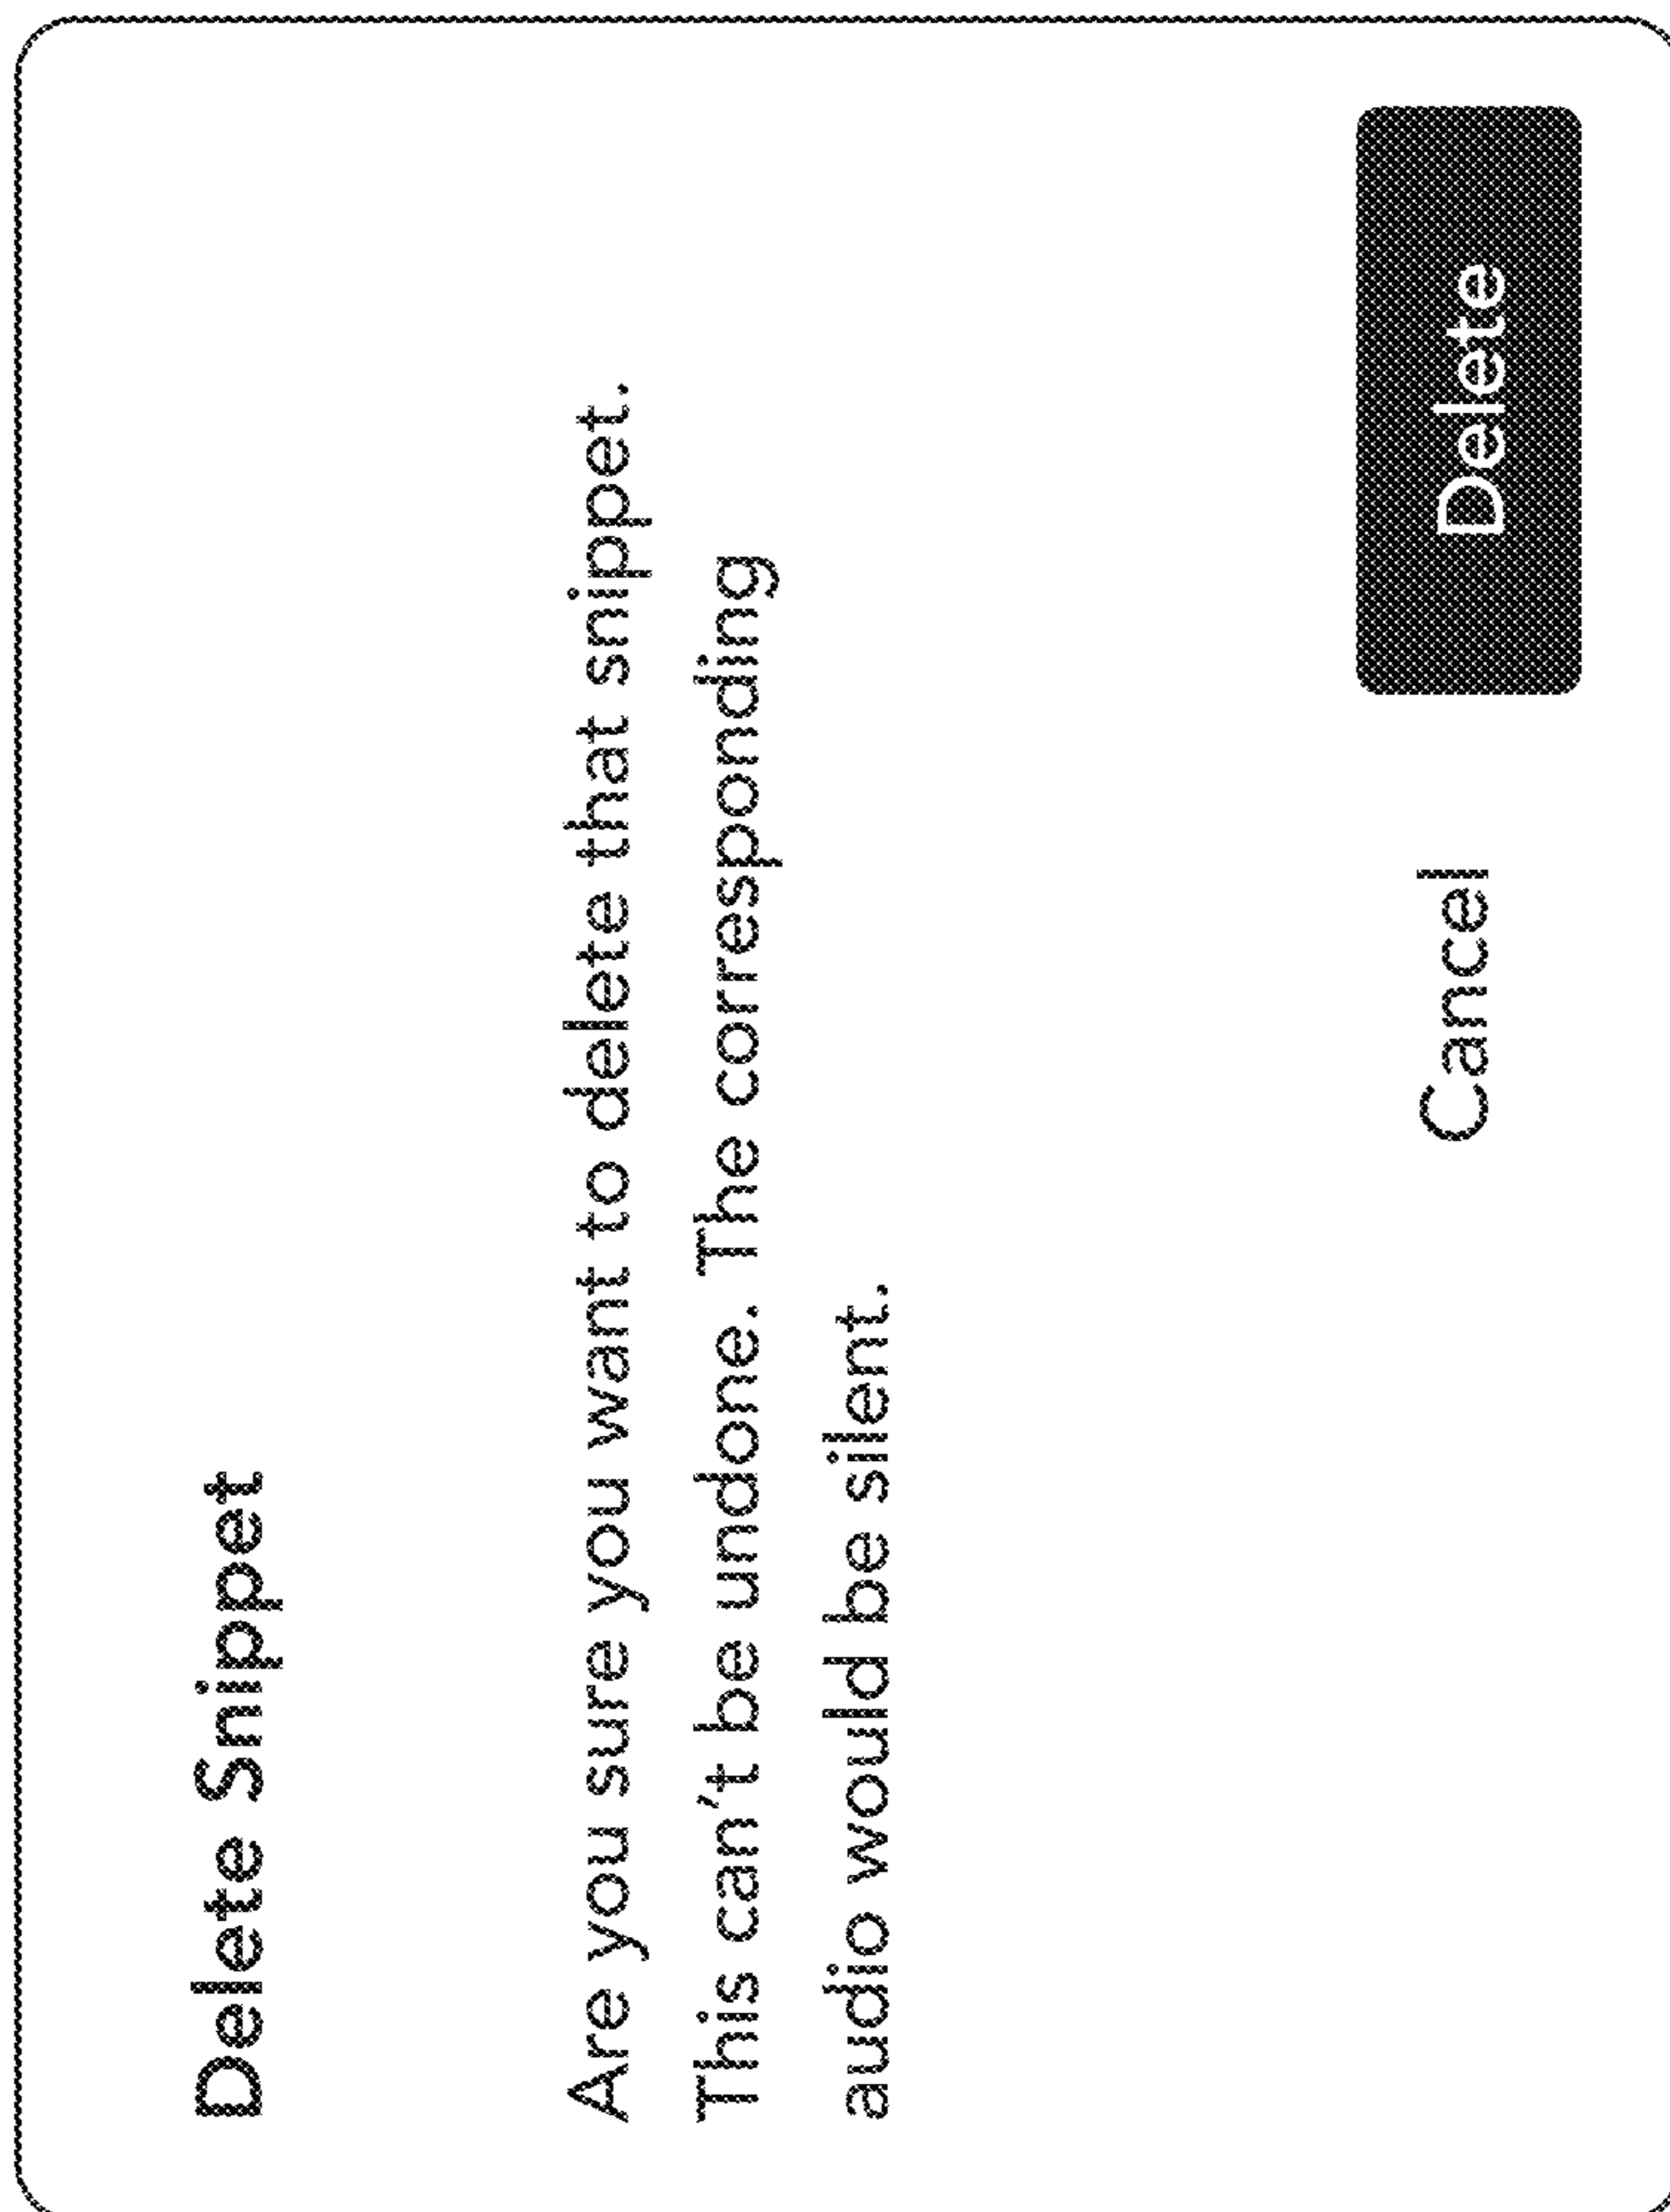 Delete Snippet
Are you sure you want to delete that snippet.
This can't be undone. The corresponding
audio would be silent.
Cancel
Delete